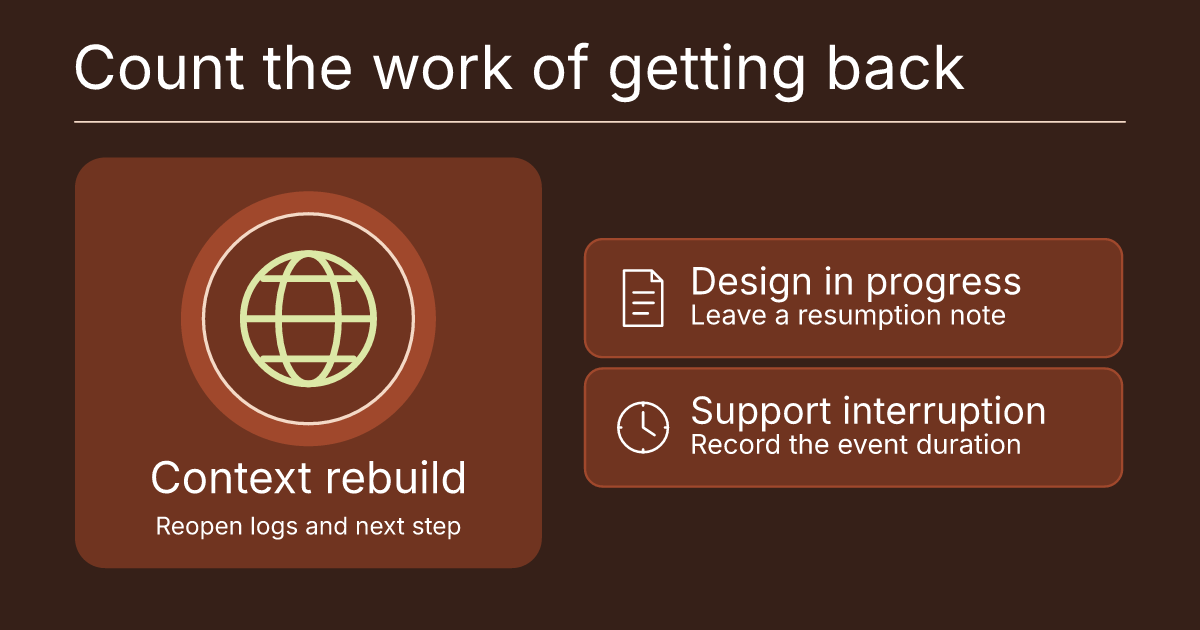 Count the work of getting back
Context rebuild
Reopen logs and next step
Design in progress
Leave a resumption note
Support interruption
Record the event duration